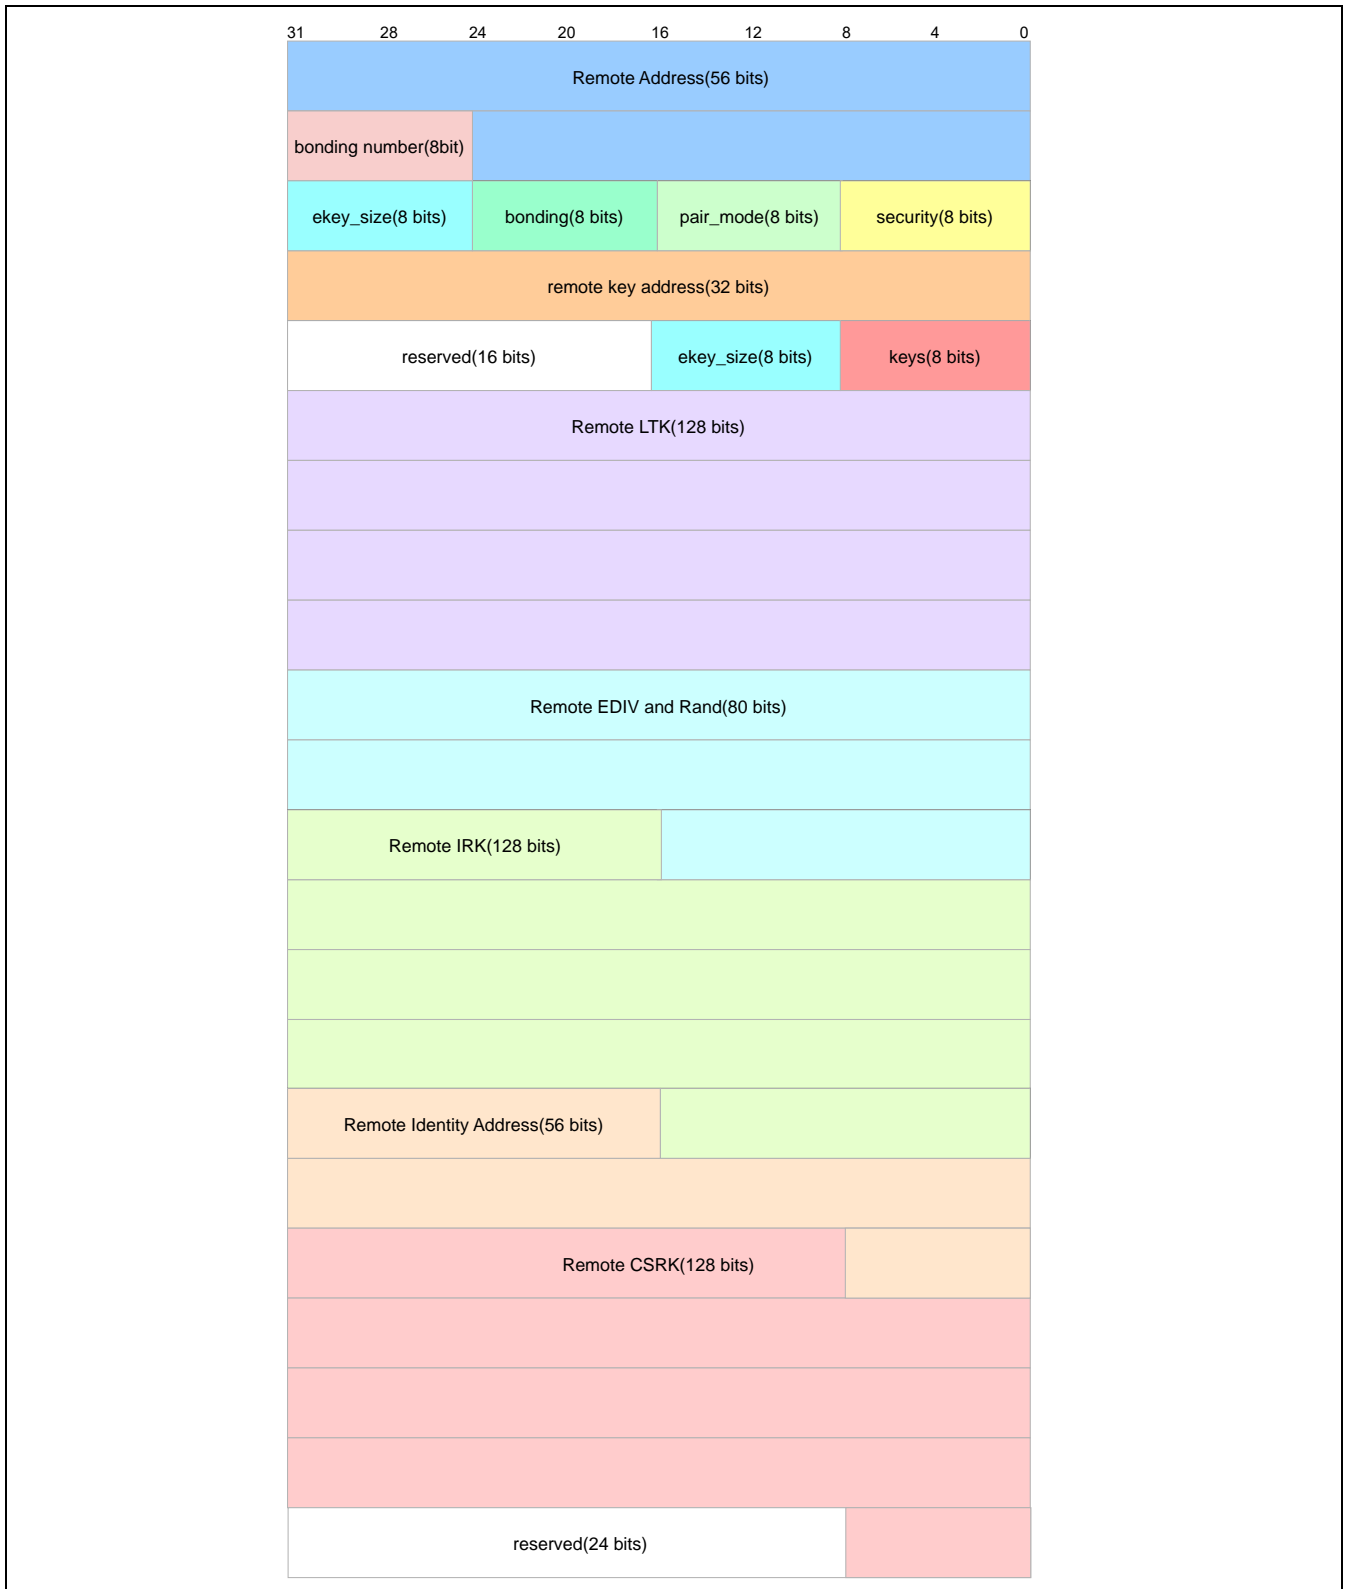 31 28 24 20 16 12 8 4 0
Remote Address(56 bits)
bonding number(8bit)
ekey_size(8 bits) bonding(8 bits) pair_mode(8 bits) security(8 bits)
remote key address(32 bits)
reserved(16 bits) ekey_size(8 bits) keys(8 bits)
Remote LTK(128 bits)
Remote EDIV and Rand(80 bits)
Remote IRK(128 bits)
Remote Identity Address(56 bits)
Remote CSRK(128 bits)
reserved(24 bits)